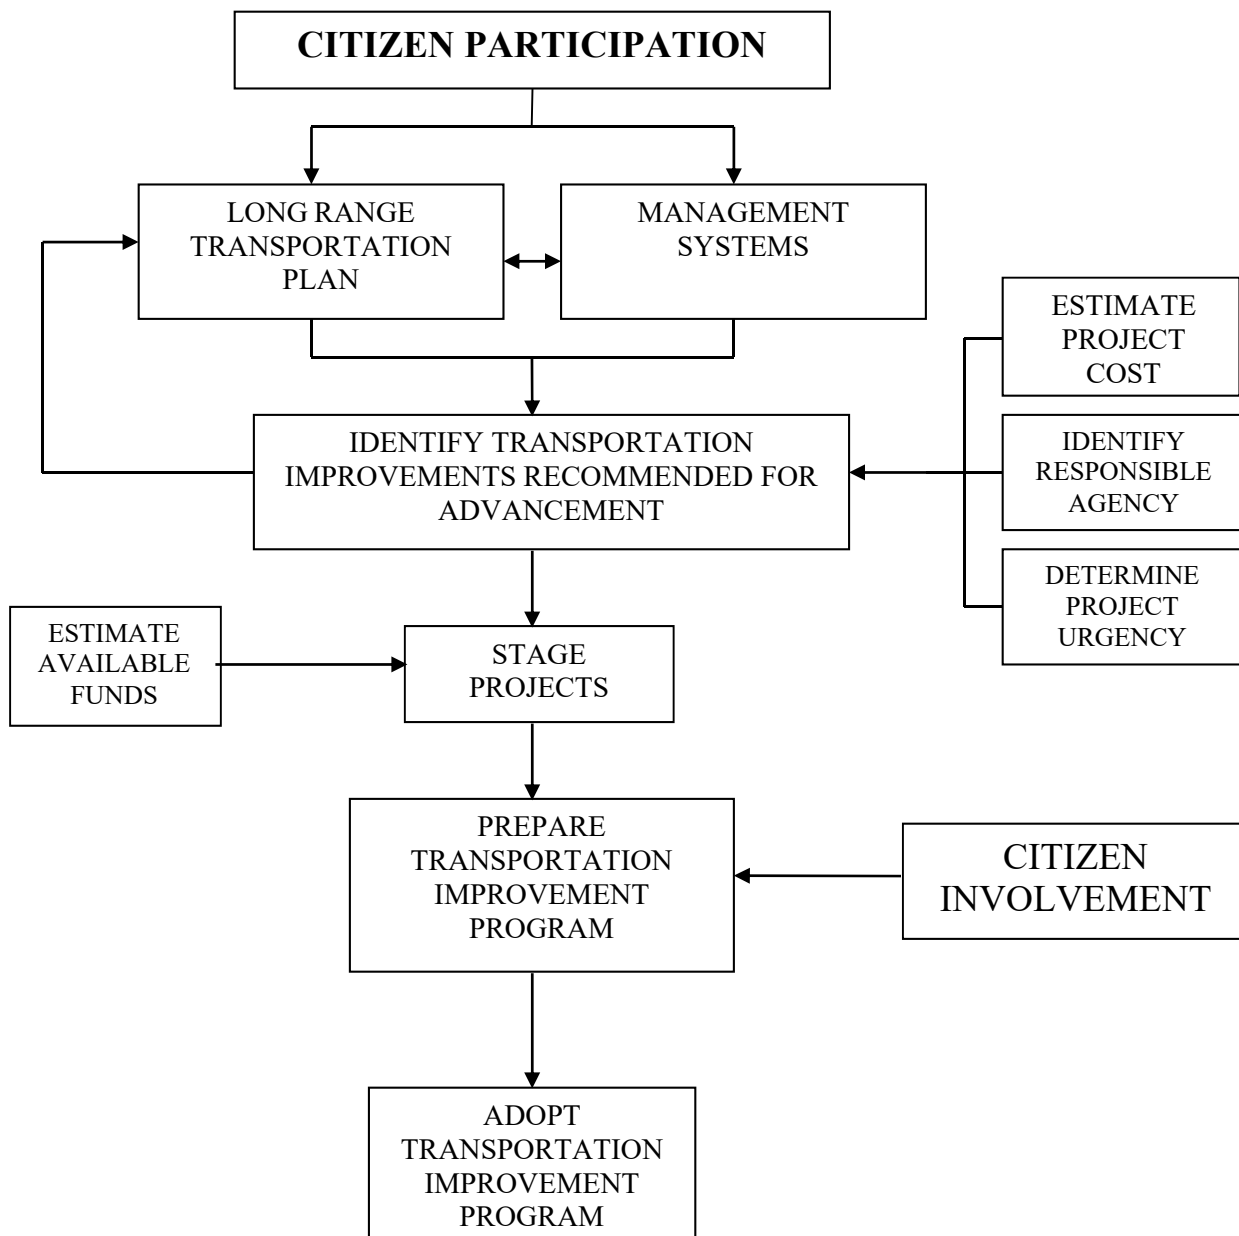 CITIZEN PARTICIPATION
LONG RANGE
TRANSPORTATION
PLAN
MANAGEMENT
SYSTEMS
ESTIMATE
PROJECT
COST
IDENTIFY TRANSPORTATION
IMPROVEMENTS RECOMMENDED FOR
ADVANCEMENT
IDENTIFY
RESPONSIBLE
AGENCY
DETERMINE
PROJECT
URGENCY
ESTIMATE
AVAILABLE
FUNDS
STAGE
PROJECTS
PREPARE
TRANSPORTATION
IMPROVEMENT
PROGRAM
CITIZEN
INVOLVEMENT
ADOPT
TRANSPORTATION
IMPROVEMENT
PROGRAM